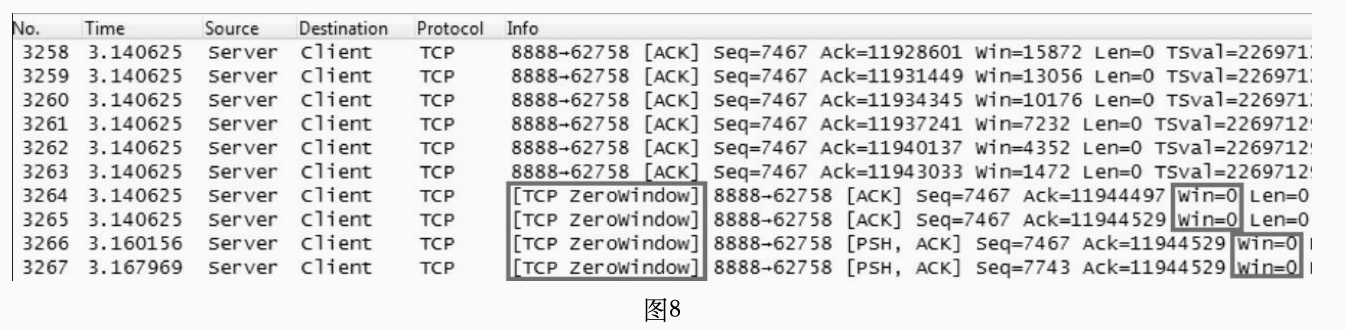 No. Time Source Destination Protocol Info
3258 3.140625 Server Client TCP 8888→62758 [ACK] Seq=7467 Ack=11928601 Win=15872 Len=0 TSval=2269712
3259 3.140625 Server Client TCP 8888→62758 [ACK] Seq=7467 Ack=11931449 Win=13056 Len=0 TSval=2269712
3260 3.140625 Server Client TCP 8888→62758 [ACK] Seq=7467 Ack=11934345 Win=10176 Len=0 TSval=2269712
3261 3.140625 Server Client TCP 8888→62758 [ACK] Seq=7467 Ack=11937241 Win=7232 Len=0 TSval=22697129
3262 3.140625 Server Client TCP 8888→62758 [ACK] Seq=7467 Ack=11940137 Win=4352 Len=0 TSval=22697129
3263 3.140625 Server Client TCP 8888→62758 [ACK] Seq=7467 Ack=11943033 Win=1472 Len=0 TSval=22697129
3264 3.140625 Server Client TCP [TCP ZeroWindow] 8888→62758 [ACK] Seq=7467 Ack=11944497 Win=0 Len=0
3265 3.140625 Server Client TCP [TCP ZeroWindow] 8888→62758 [ACK] Seq=7467 Ack=11944529 Win=0 Len=0
3266 3.160156 Server Client TCP [TCP ZeroWindow] 8888→62758 [PSH, ACK] Seq=7467 Ack=11944529 Win=0
3267 3.167969 Server Client TCP [TCP ZeroWindow] 8888→62758 [PSH, ACK] Seq=7743 Ack=11944529 Win=0
图8